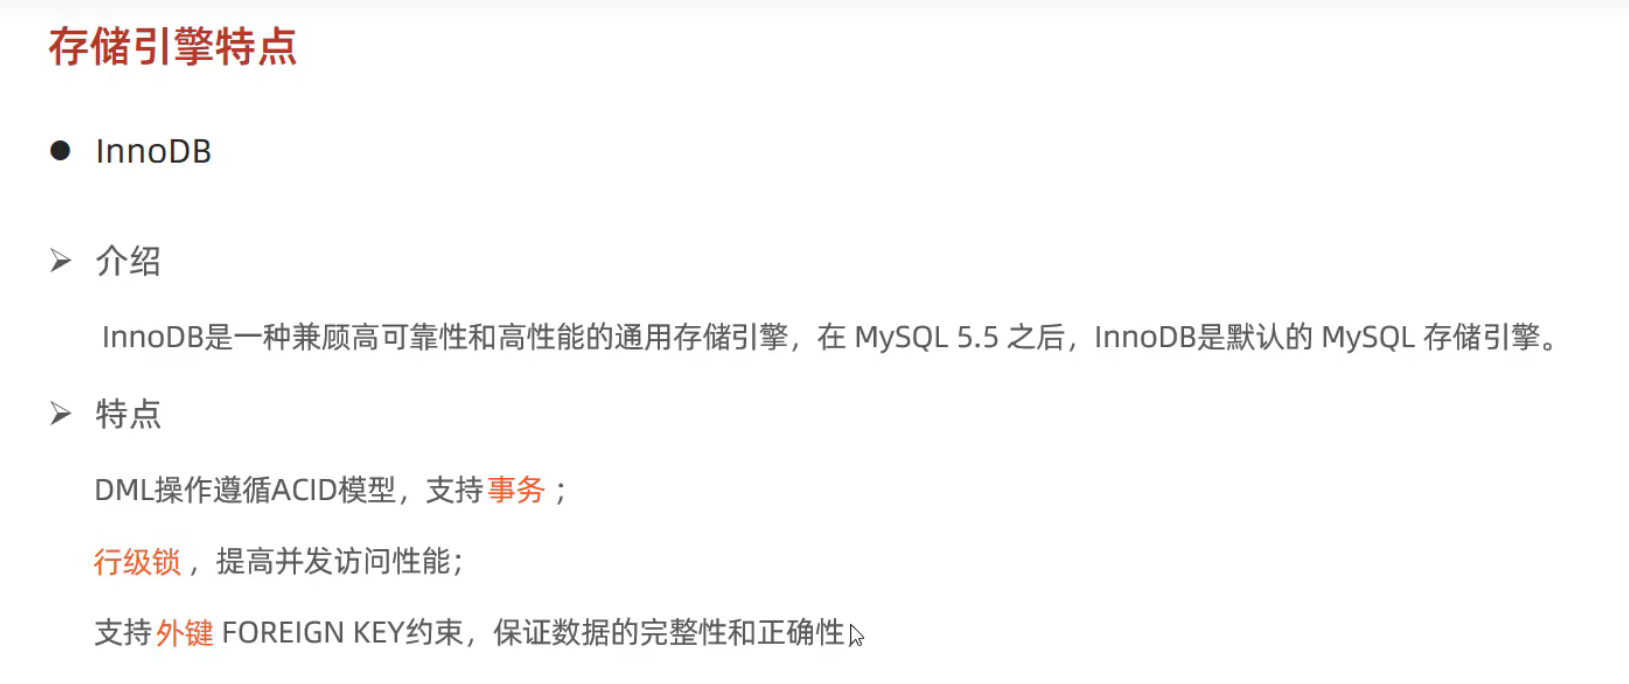 存储引擎特点
● InnoDB
➢ 介绍
InnoDB是一种兼顾高可靠性和高性能的通用存储引擎，在 MySQL 5.5 之后，InnoDB是默认的 MySQL 存储引擎。
➢ 特点
DML操作遵循ACID模型，支持事务；
行级锁，提高并发访问性能；
支持外键 FOREIGN KEY约束，保证数据的完整性和正确性